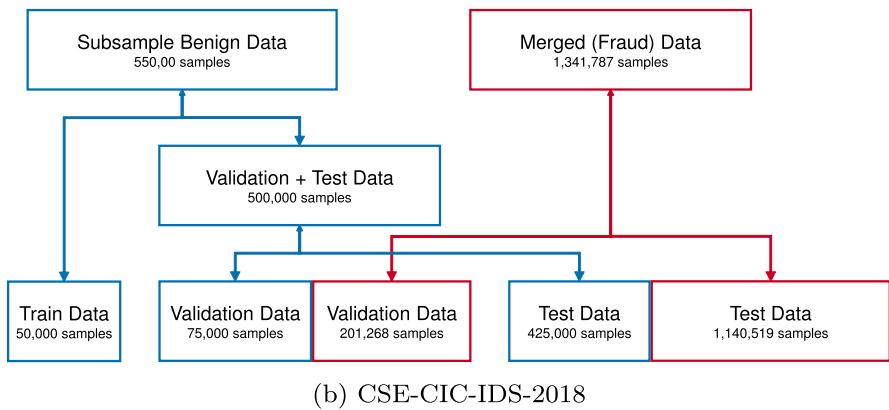 Subsample Benign Data
550,00 samples
Merged (Fraud) Data
1,341,787 samples
Validation + Test Data
500,000 samples
Train Data
50,000 samples
Validation Data
75,000 samples
Validation Data
201,268 samples
Test Data
425,000 samples
Test Data
1,140,519 samples
(b) CSE-CIC-IDS-2018